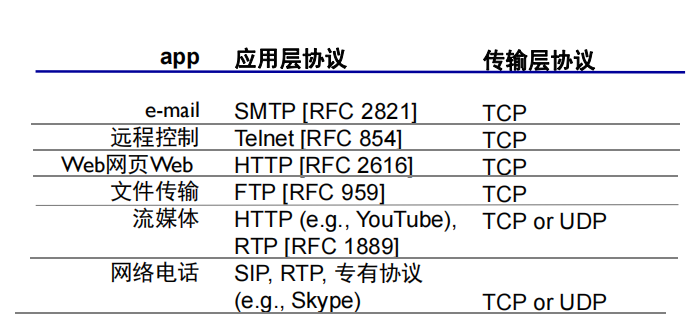 app 应用层协议 传输层协议
e-mail SMTP [RFC 2821] TCP
远程控制 Telnet [RFC 854] TCP
Web网页Web HTTP [RFC 2616] TCP
文件传输 FTP [RFC 959] TCP
流媒体 HTTP (e.g., YouTube), TCP or UDP
RTP [RFC 1889]
网络电话 SIP, RTP, 专有协议
(e.g., Skype) TCP or UDP